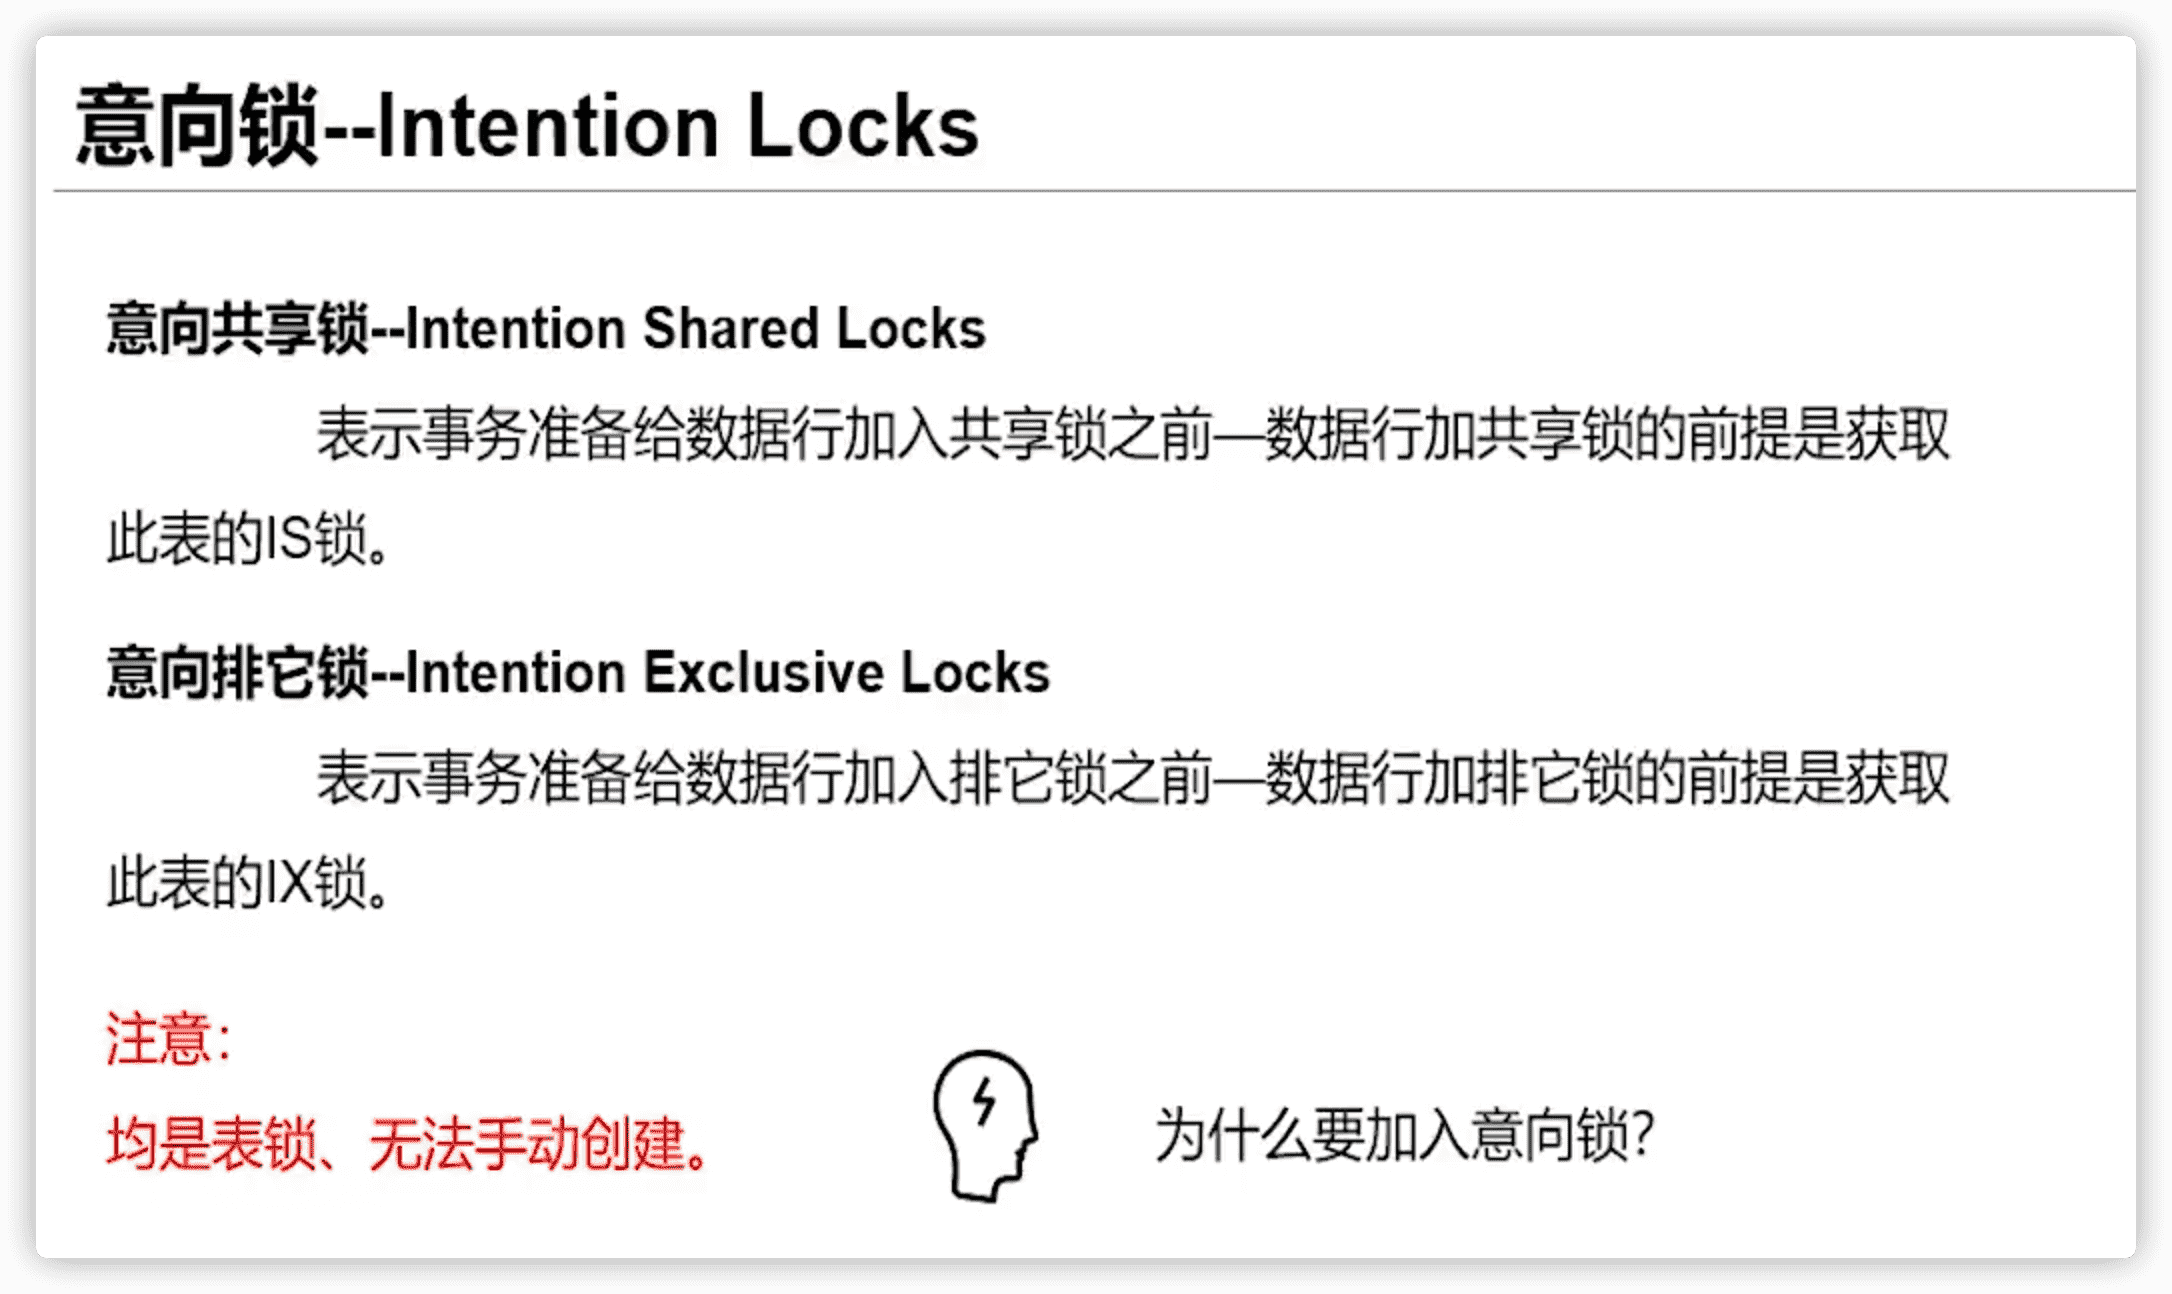 意向锁--Intention Locks
意向共享锁--Intention Shared Locks
表示事务准备给数据行加入共享锁之前—数据行加共享锁的前提是获取
此表的IS锁。
意向排它锁--Intention Exclusive Locks
表示事务准备给数据行加入排它锁之前—数据行加排它锁的前提是获取
此表的IX锁。
注意：
均是表锁、无法手动创建。
为什么要加入意向锁？